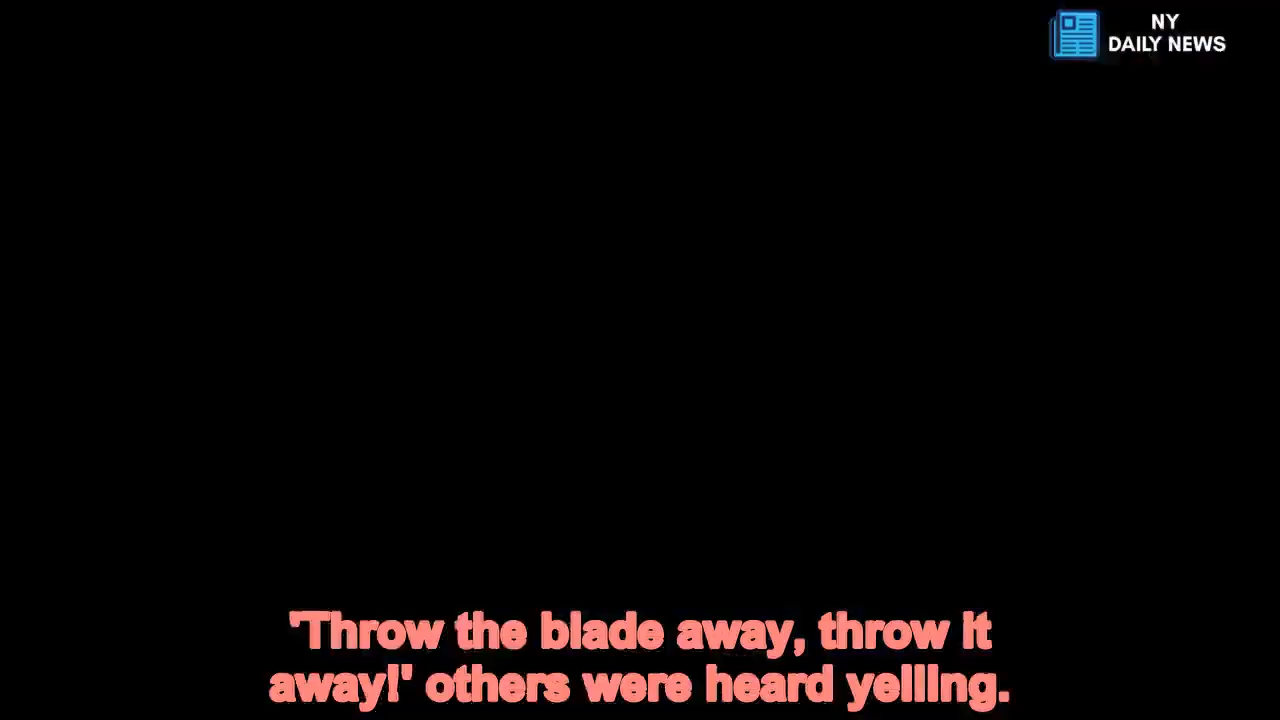 NY
DAILY NEWS
'Throw the blade away, throw it
away!' others were heard yelling.